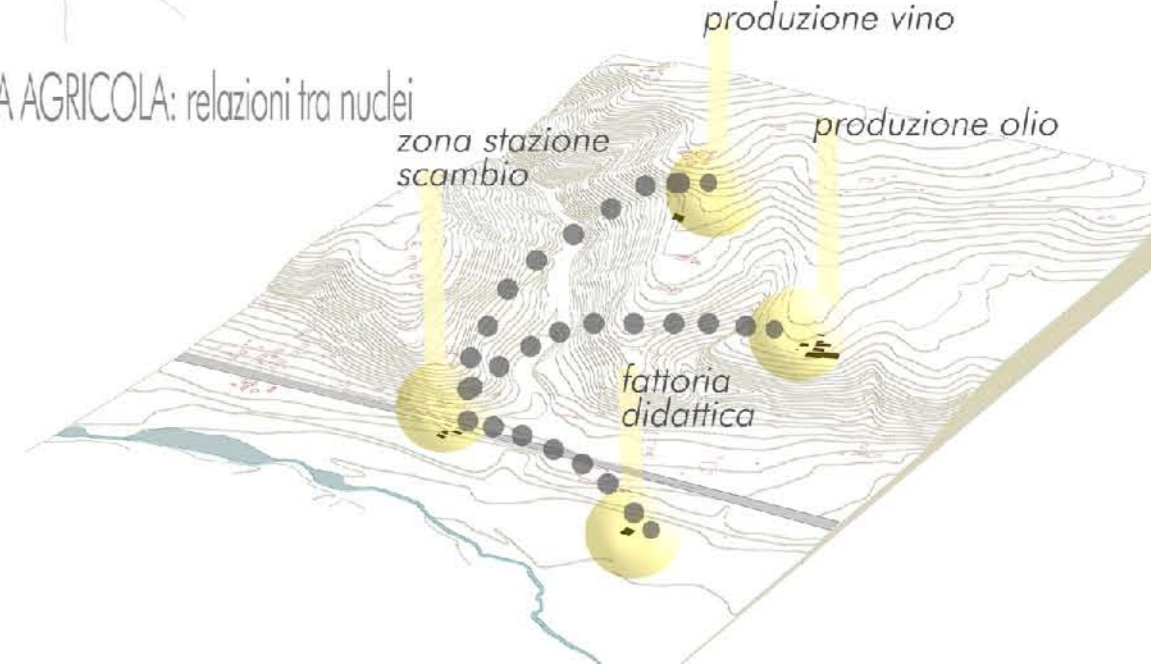 produzione vino
A AGRICOLA: relazioni tra nuclei
produzione olio
zona stazione
scambio
fattoria
didattica